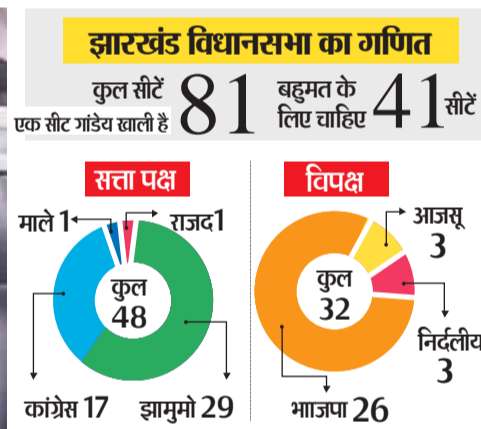 झारखंड विधानसभा का गणित
कुल सीटें
एक सीट गांडेय खाली है
81
बहुमत के
लिए चाहिए
41 सीटें
सत्ता पक्ष
माले 1
राजद1
कुल
48
कांग्रेस 17
झामुमो 29
विपक्ष
आजसू
3
कुल
32
निर्दलीय
3
भााजपा 26